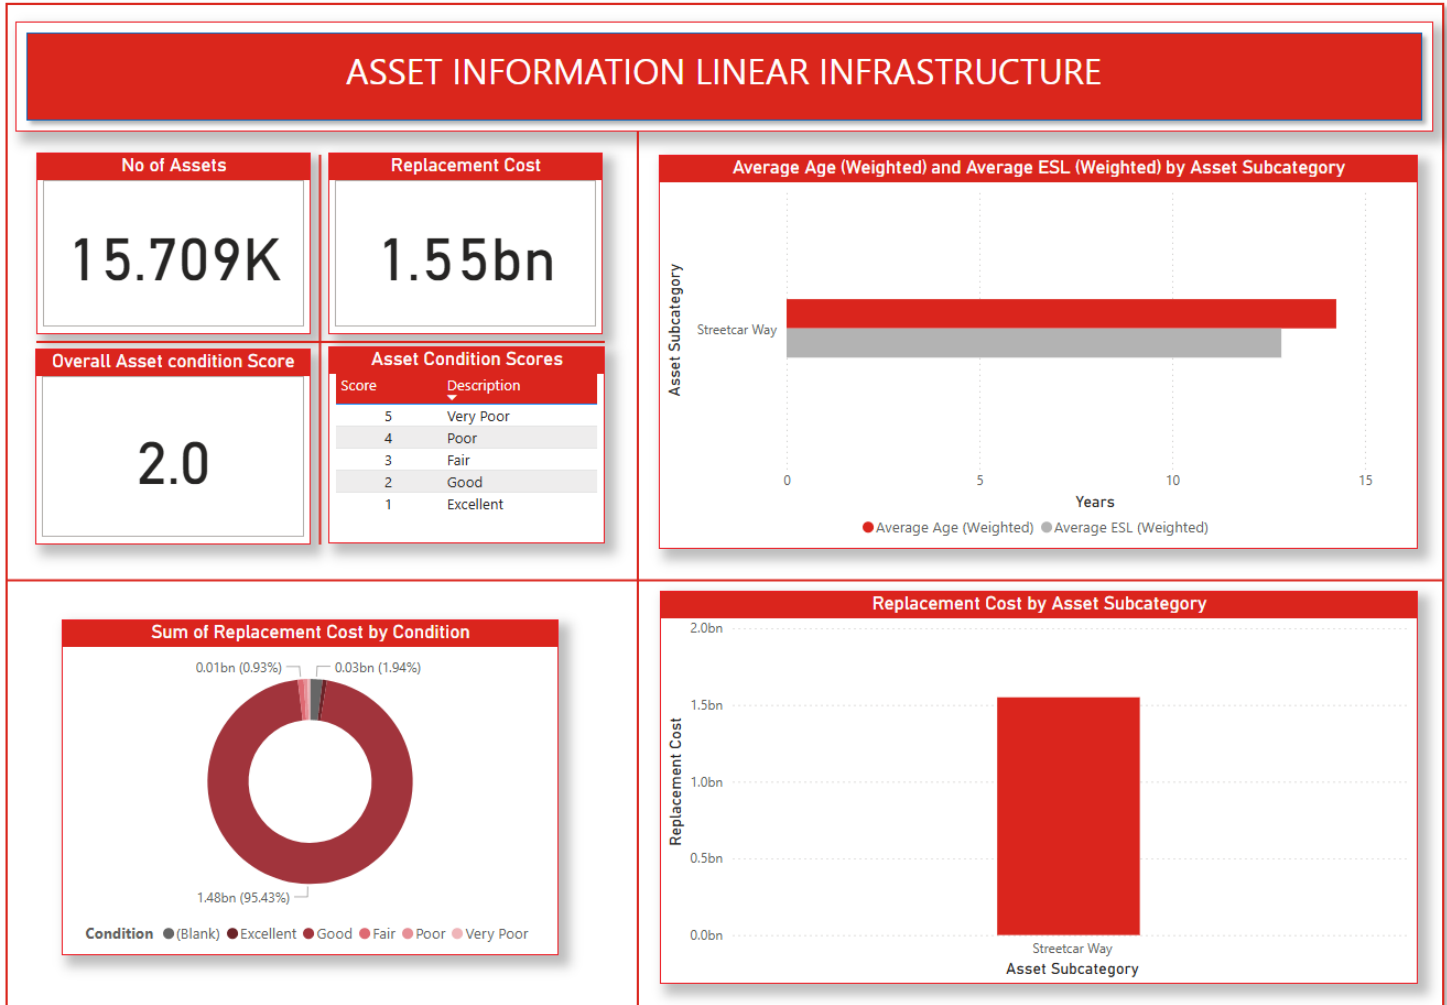 ASSET INFORMATION LINEAR INFRASTRUCTURE
No of Assets
15.709K
Replacement Cost
1.55bn
Overall Asset condition Score
2.0
Asset Condition Scores
Score Description
5 Very Poor
4 Poor
3 Fair
2 Good
1 Excellent
Average Age (Weighted) and Average ESL (Weighted) by Asset Subcategory
Asset Subcategory
Streetcar Way
0 5 10 15
Years
Average Age (Weighted) Average ESL (Weighted)
Sum of Replacement Cost by Condition
0.01bn (0.93%) 0.03bn (1.94%)
1.48bn (95.43%)
Condition (Blank) Excellent Good Fair Poor Very Poor
Replacement Cost by Asset Subcategory
Replacement Cost
2.0bn
1.5bn
1.0bn
0.5bn
0.0bn
Streetcar Way
Asset Subcategory